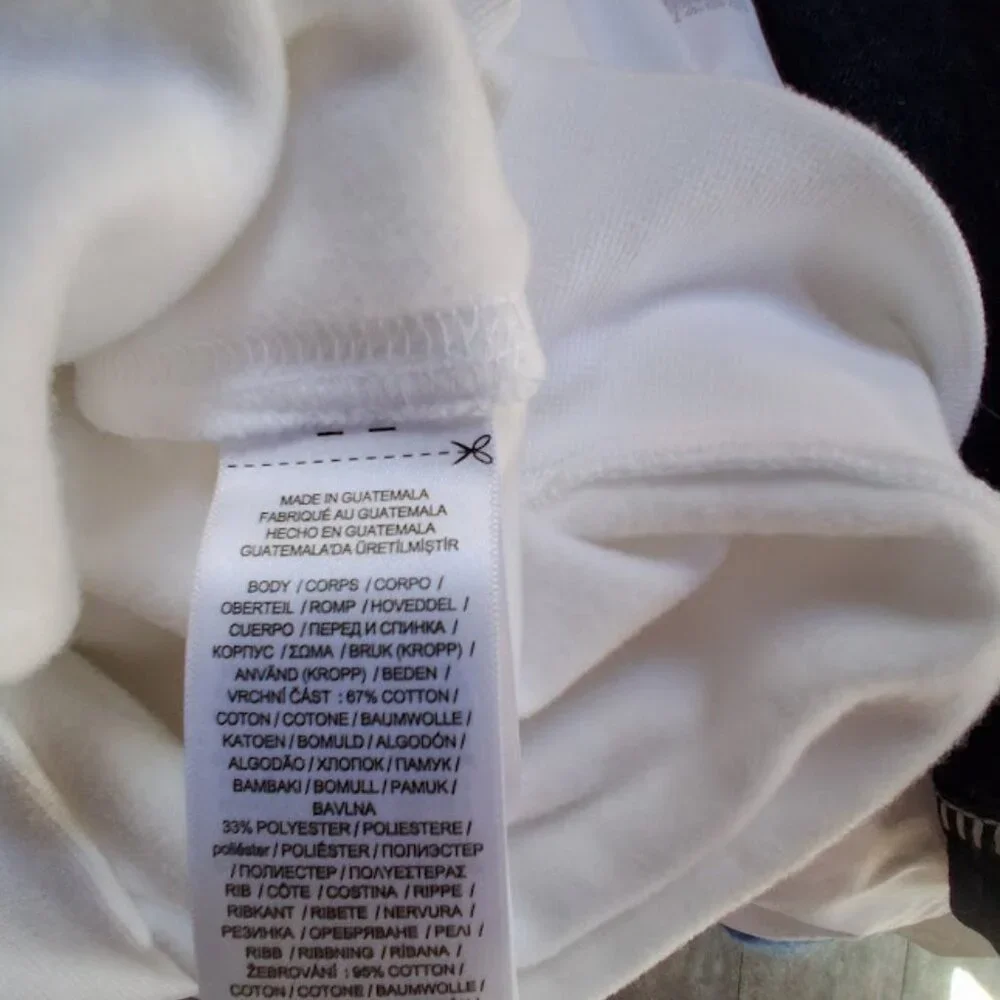 MADE IN GUATEMALA
FABRIQUÉ AU GUATEMALA
HECHO EN GUATEMALA
GUATEMALA'DA ÜRETİLMİŞTİR
BODY / CORPS / CORPO /
OBERTEIL / ROMP / HOVEDDEL /
CUERPO / ПЕРЕД И СПИНКА /
КОРПУС / ΣΩΜΑ / BRUK (KROPP) /
ANVÄND (KROPP) / BEDEN /
VRCHNÍ ČÁST : 67% COTTON /
COTON / COTONE / BAUMWOLLE /
KATOEN / BOMULD / ALGODÓN /
ALGODÃO / ХЛОПОК / ПАМУК /
ΒΑΜΒΑΚΙ / BOMULL / PAMUK /
BAVLNA
33% POLYESTER / POLIESTERE /
poliéster / POLIÉSTER / ПОЛИЭСТЕР
/ ПОЛИЕСТЕР / ΠΟΛΥΕΣΤΕΡΑΣ
RIB / CÔTE / COSTINA / RIPPE /
RIBKANT / RIBETE / NERVURA /
РЕЗИНКА / ОРЕБРЯВАНЕ / ΡΕΛΙ /
RIBB / RIBBNING / RİBANA /
ŽEBROVÁNÍ : 95% COTTON /
COTON / COTONE / BAUMWOLLE /